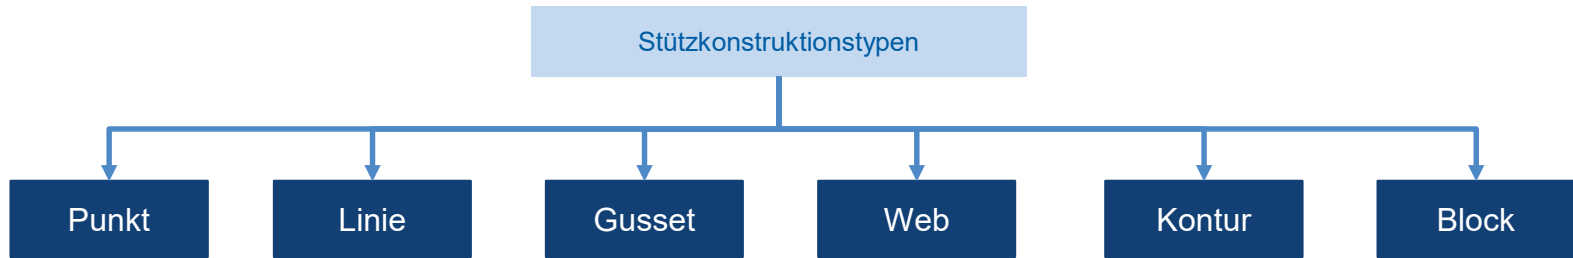 Stützkonstruktionstypen
Punkt
Linie
Gusset
Web
Kontur
Block